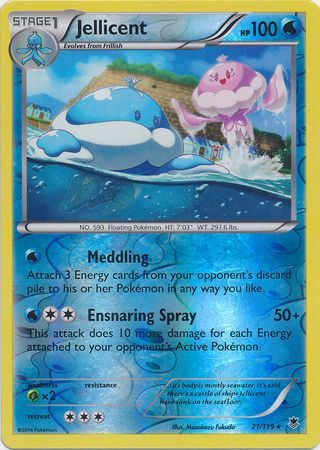 STAGE1
Jellicent
HP 100
Evolves from Frillish
NO. 593 Floating Pokémon HT: 7'03" WT: 297.6 lbs.
Meddling
Attach 3 Energy cards from your opponent's discard
pile to his or her Pokémon in any way you like.
Ensnaring Spray 50+
This attack does 10 more damage for each Energy
attached to your opponent's Active Pokémon.
weakness
resistance
×2
retreat
Its body is mostly seawater. It's said
there's a castle of ships Jellicent
have sunk on the seafloor.
©2014 Pokémon
Illus. Masakazu Fukuda
21/119 ★